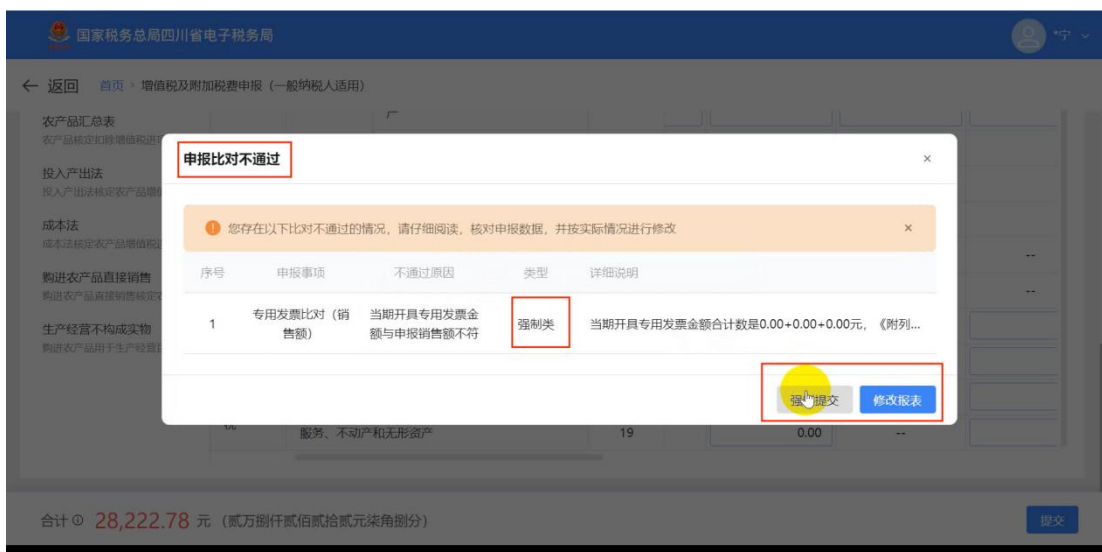 国家税务总局四川省电子税务局
*宁
← 返回 首页 > 增值税及附加税费申报（一般纳税人适用）
农产品汇总表
农产品核定扣除增值税进
投入产出法
投入产出法核定农产品增值
成本法
成本法核定农产品增值税
购进农产品直接销售
购进农产品直接销售核定
生产经营不构成实物
购进农产品用于生产经营
申报比对不通过 ×
您存在以下比对不通过的情况，请仔细阅读，核对申报数据，并按实际情况进行修改 ×
序号 申报事项 不通过原因 类型 详细说明
1 专用发票比对（销售额） 当期开具专用发票金额与申报销售额不符 强制类 当期开具专用发票金额合计数是0.00+0.00+0.00元，《附列...
提交 修改报表
--
--
服务、不动产和无形资产 19 0.00 --
合计 28,222.78 元（贰万捌仟贰佰贰拾贰元柒角捌分）
提交